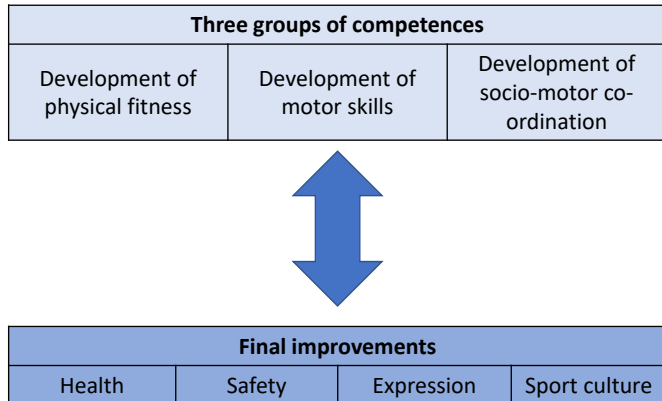 Three groups of competences
Development of
physical fitness
Development of
motor skills
Development of
socio-motor co-
ordination
Final improvements
Health
Safety
Expression
Sport culture